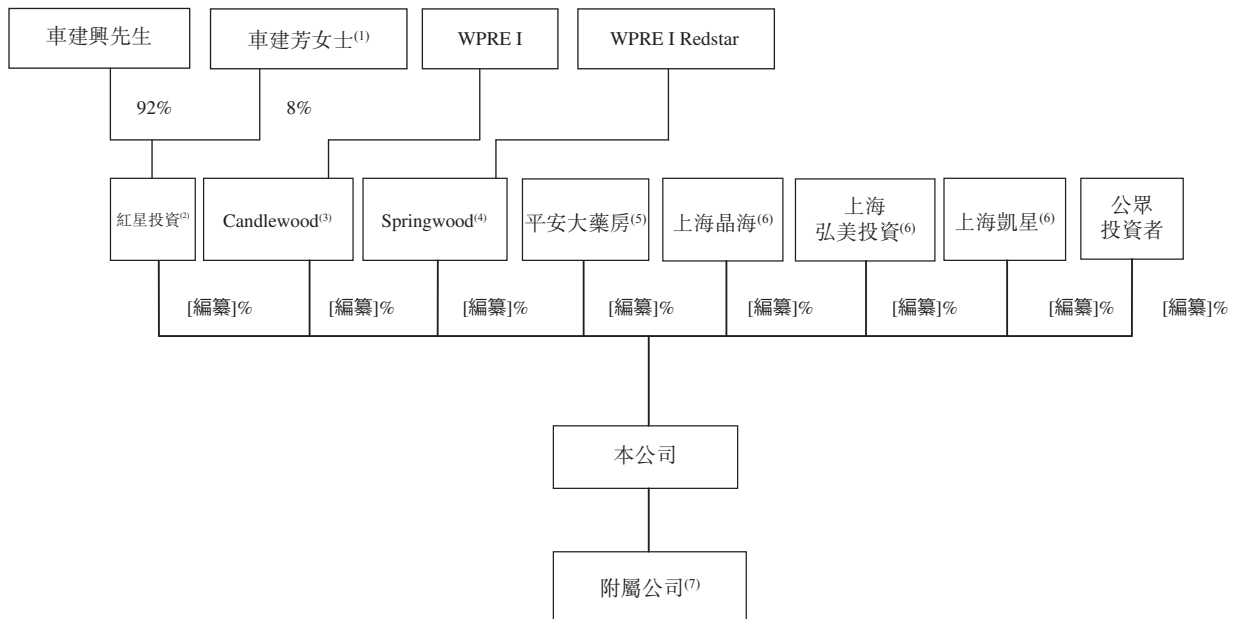 車建興先生
車建芳女士(1)
WPRE I
WPRE I Redstar
92%
8%
紅星投資(2)
Candlewood(3)
Springwood(4)
平安大藥房(5)
上海晶海(6)
上海
弘美投資(6)
上海凱星(6)
公眾
投資者
[編纂]%
[編纂]%
[編纂]%
[編纂]%
[編纂]%
[編纂]%
[編纂]%
[編纂]%
本公司
附屬公司(7)